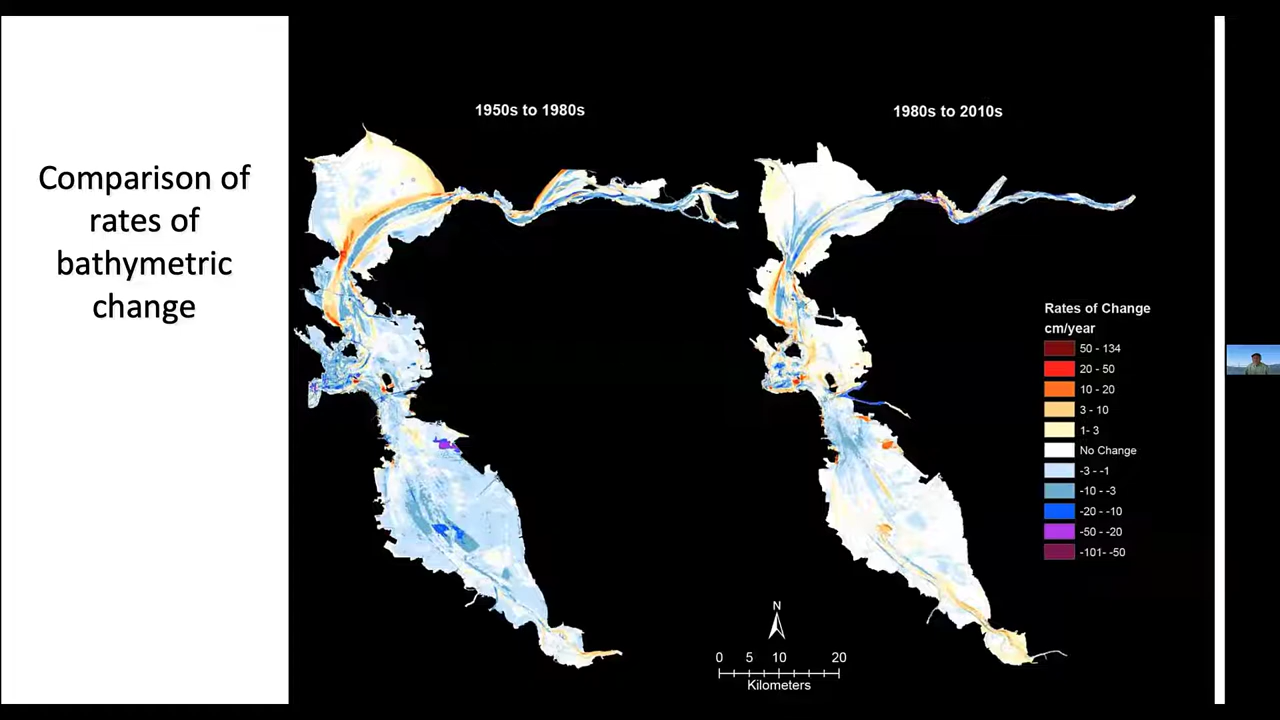 Comparison of
rates of
bathymetric
change
1950s to 1980s
1980s to 2010s
Rates of Change
cm/year
50 - 134
20 - 50
10 - 20
3 - 10
1- 3
No Change
-3 - -1
-10 - -3
-20 - -10
-50 - -20
-101- -50
N
0 5 10 20
Kilometers